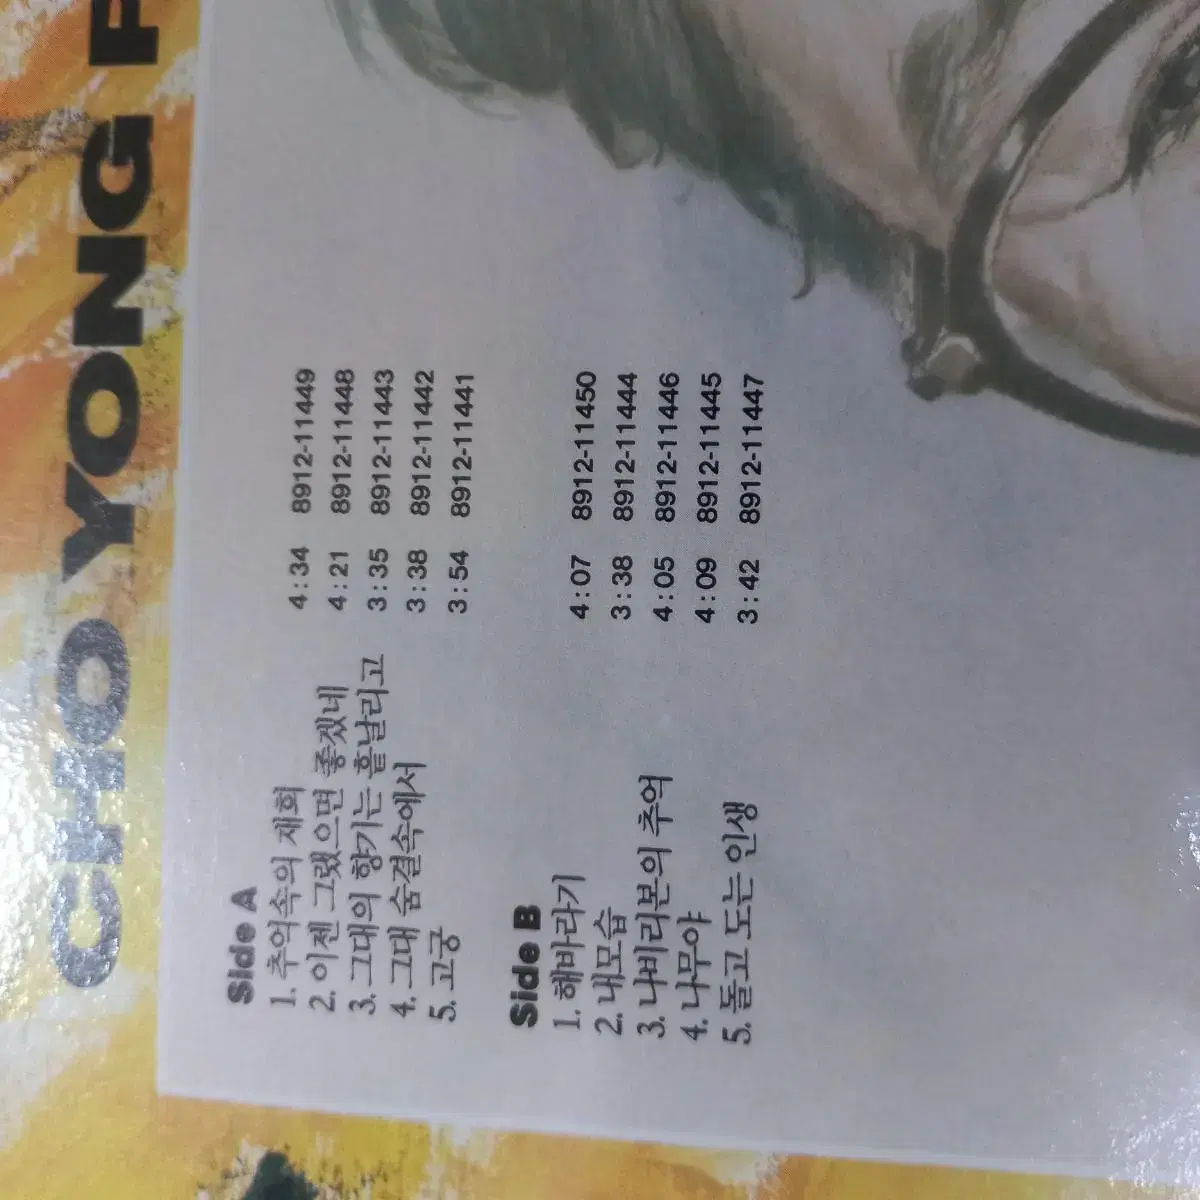 CHO YONG P
Side A
1. 추억속의 재회 4:34 8912-11449
2. 이젠 그랬으면 좋겠네 4:21 8912-11448
3. 그대의 향기는 흩날리고 3:35 8912-11443
4. 그대 숨결속에서 3:38 8912-11442
5. 고궁 3:54 8912-11441
Side B
1. 해바라기 4:07 8912-11450
2. 내모습 3:38 8912-11444
3. 나비리본의 추억 4:05 8912-11446
4. 나무야 4:09 8912-11445
5. 돌고 도는 인생 3:42 8912-11447